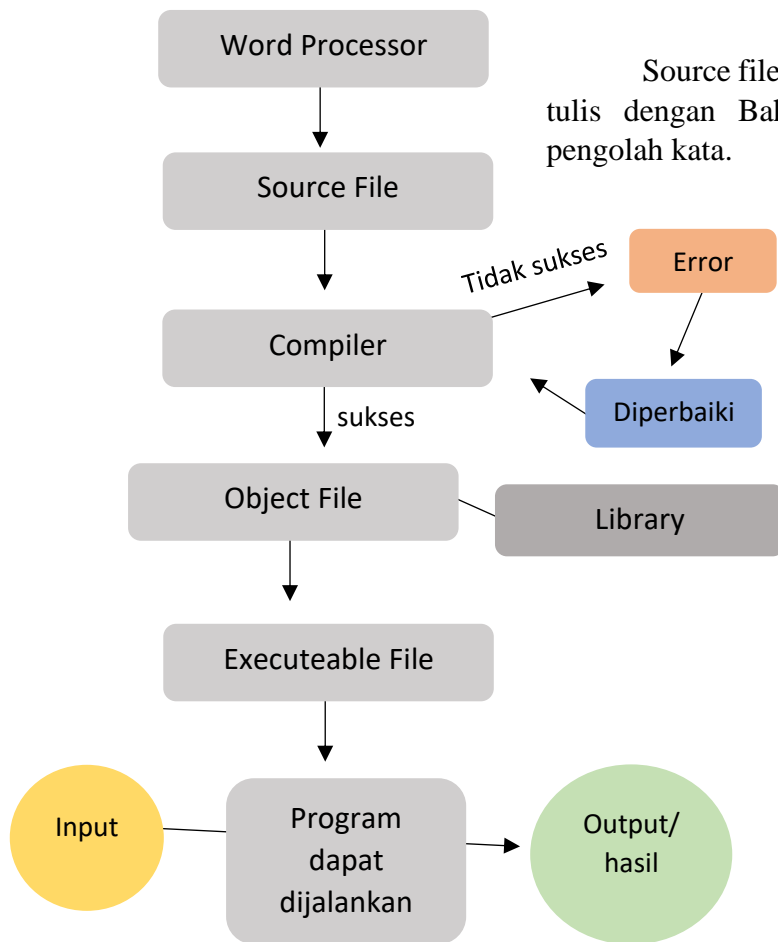 Word Processor
Source file
tulis dengan Bah
pengolah kata.
Source File
Tidak sukses
Error
Compiler
Diperbaiki
sukses
Object File
Library
Executeable File
Input
Program
dapat
dijalankan
Output/
hasil